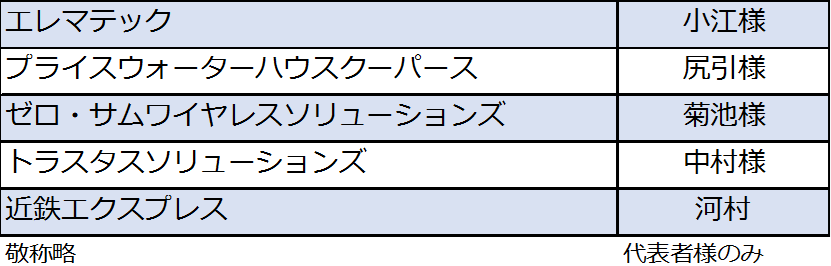 エレマテック 小江様
プライスウォーターハウスクーパース 尻引様
ゼロ・サムワイヤレスソリューションズ 菊池様
トラスタスソリューションズ 中村様
近鉄エクスプレス 河村
敬称略 代表者様のみ